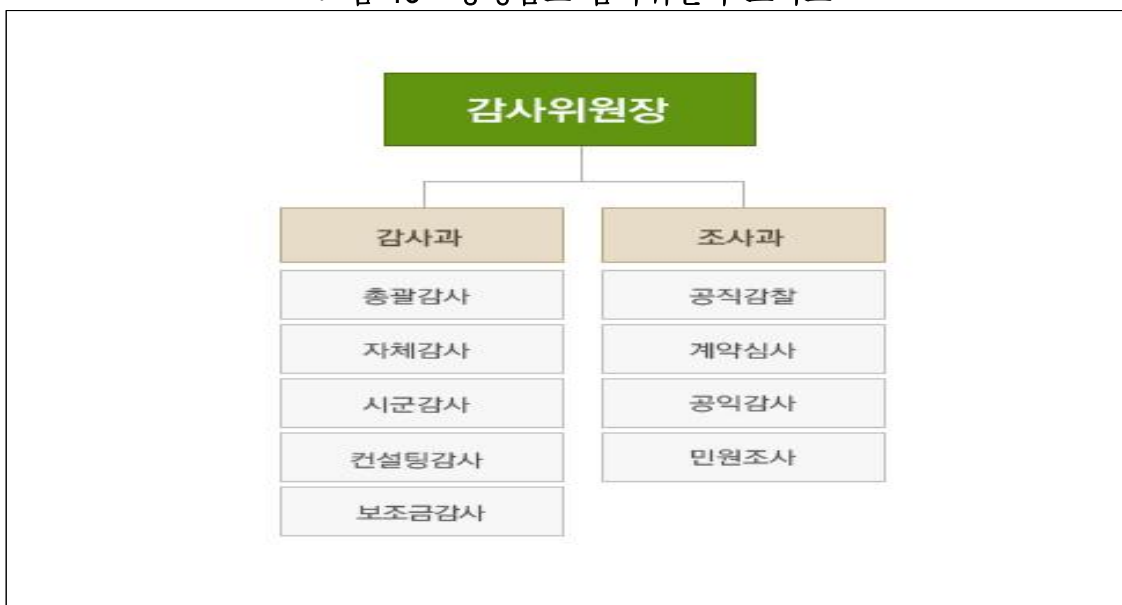 감사위원장
감사과
총괄감사
자체감사
시군감사
컨설팅감사
보조금감사
조사과
공직감찰
계약심사
공익감사
민원조사